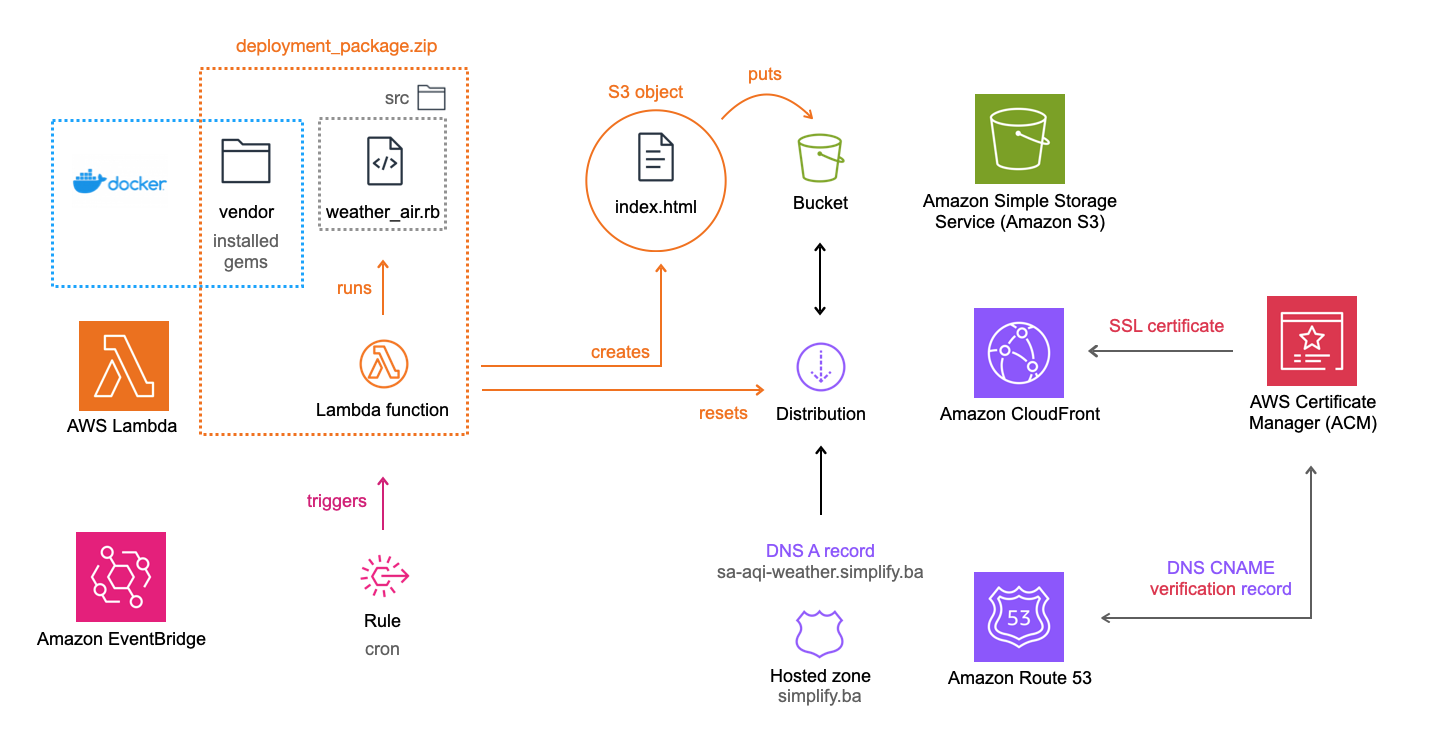 deployment_package.zip
src
docker
vendor
installed
gems
weather_air.rb
runs
Lambda function
AWS Lambda
triggers
Rule
cron
Amazon EventBridge
S3 object
index.html
puts
Bucket
creates
resets
Distribution
DNS A record
sa-aqi-weather.simplify.ba
Hosted zone
simplify.ba
Amazon Simple Storage
Service (Amazon S3)
Amazon CloudFront
SSL certificate
AWS Certificate
Manager (ACM)
DNS CNAME
verification record
53
Amazon Route 53